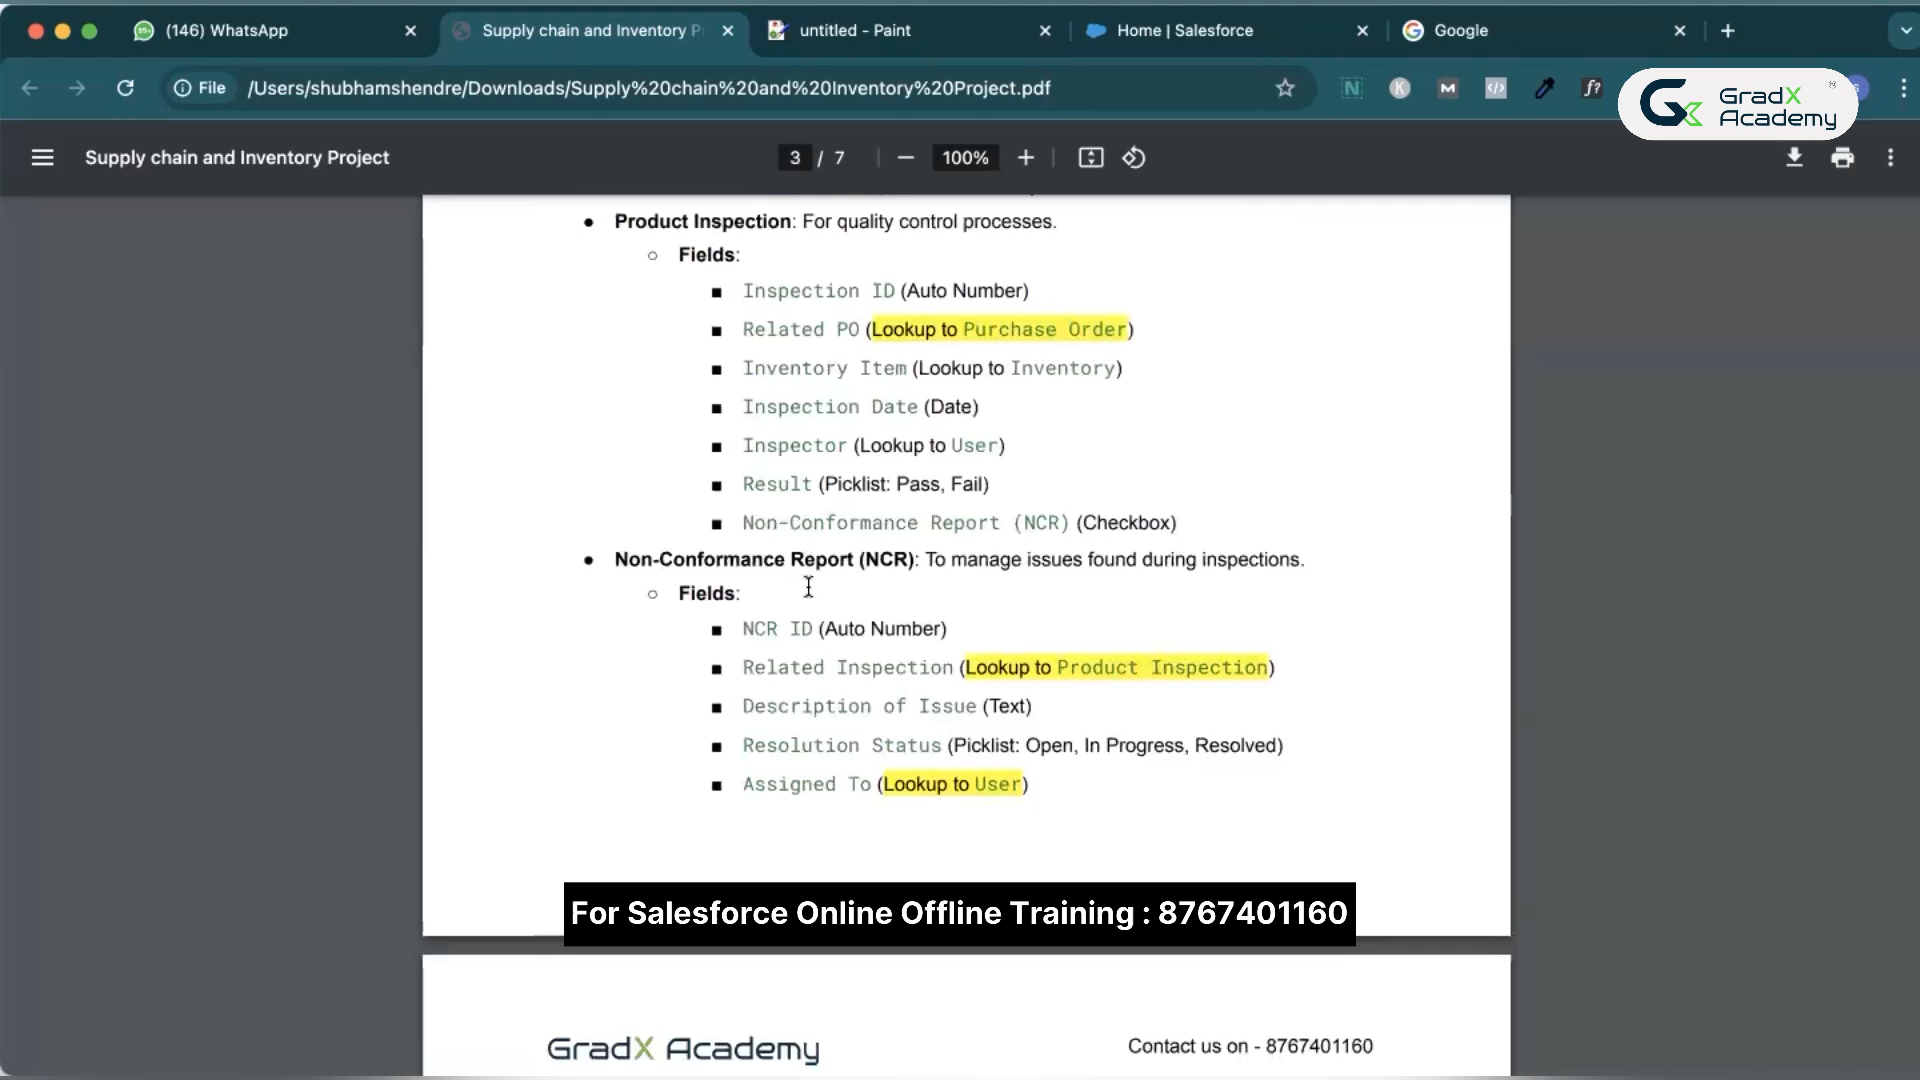 (146) WhatsApp
Supply chain and Inventory P
untitled - Paint
Home | Salesforce
Google
File
/Users/shubhamshendre/Downloads/Supply%20chain%20and%20Inventory%20Project.pdf
GradX Academy
Supply chain and Inventory Project
3 / 7
100%
● Product Inspection: For quality control processes.
○ Fields:
■ Inspection ID (Auto Number)
■ Related PO (Lookup to Purchase Order)
■ Inventory Item (Lookup to Inventory)
■ Inspection Date (Date)
■ Inspector (Lookup to User)
■ Result (Picklist: Pass, Fail)
■ Non-Conformance Report (NCR) (Checkbox)
● Non-Conformance Report (NCR): To manage issues found during inspections.
○ Fields:
■ NCR ID (Auto Number)
■ Related Inspection (Lookup to Product Inspection)
■ Description of Issue (Text)
■ Resolution Status (Picklist: Open, In Progress, Resolved)
■ Assigned To (Lookup to User)
For Salesforce Online Offline Training : 8767401160
GradX Academy
Contact us on - 8767401160